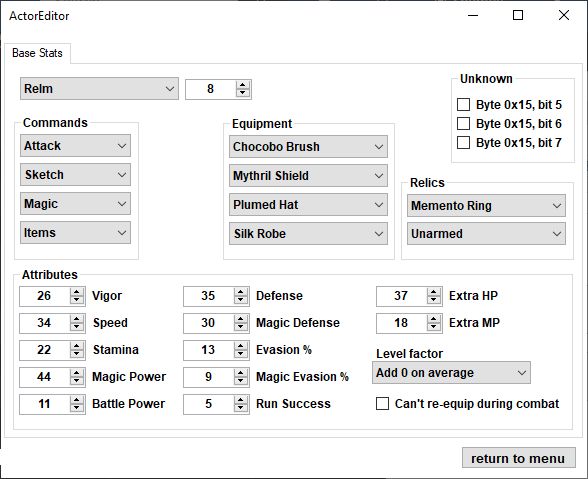 ActorEditor
Base Stats
Relm 8
Unknown
Byte 0x15, bit 5
Byte 0x15, bit 6
Byte 0x15, bit 7
Commands
Attack
Sketch
Magic
Items
Equipment
Chocobo Brush
Mythril Shield
Plumed Hat
Silk Robe
Relics
Memento Ring
Unarmed
Attributes
26 Vigor 35 Defense 37 Extra HP
34 Speed 30 Magic Defense 18 Extra MP
22 Stamina 13 Evasion %
Level factor
44 Magic Power 9 Magic Evasion % Add 0 on average
11 Battle Power 5 Run Success Can't re-equip during combat
return to menu